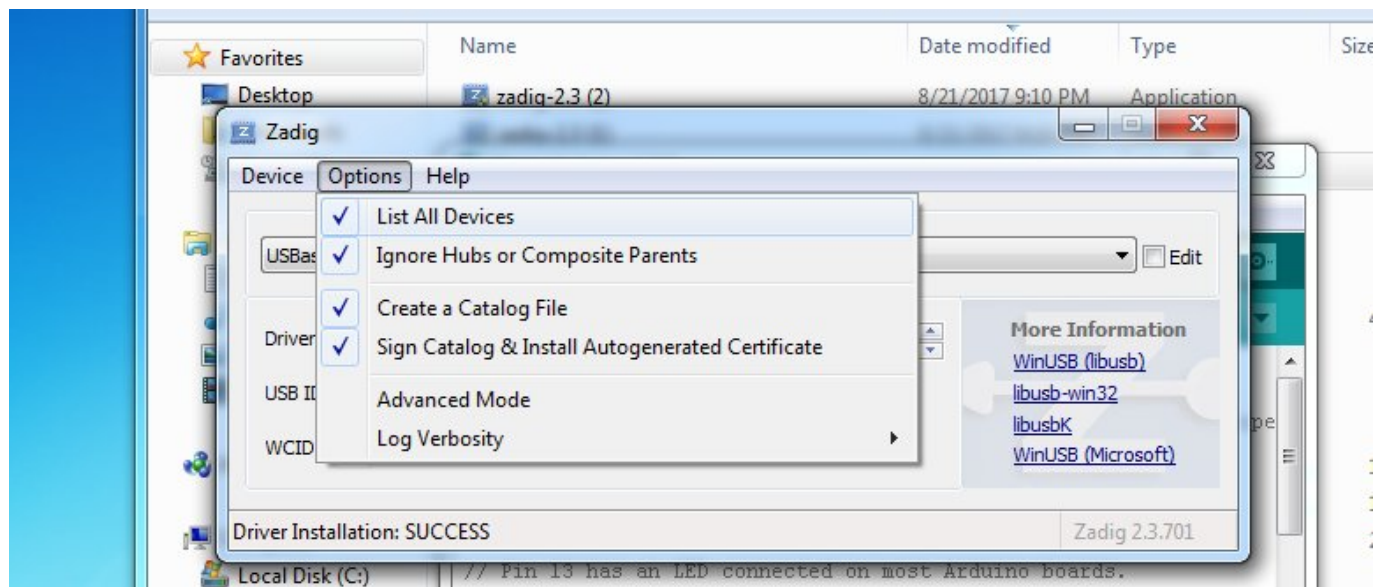 Name Date modified Type Size
Favorites
Desktop zadig-2.3 (2) 8/21/2017 9:10 PM Application
Zadig
Device Options Help
List All Devices
USBas Ignore Hubs or Composite Parents Edit
Create a Catalog File
Driver Sign Catalog & Install Autogenerated Certificate
More Information
WinUSB (libusb)
USB ID Advanced Mode libusb-win32
libusbK
WCID Log Verbosity WinUSB (Microsoft)
Driver Installation: SUCCESS Zadig 2.3.701
Local Disk (C:) // Pin 13 has an LED connected on most Arduino boards.